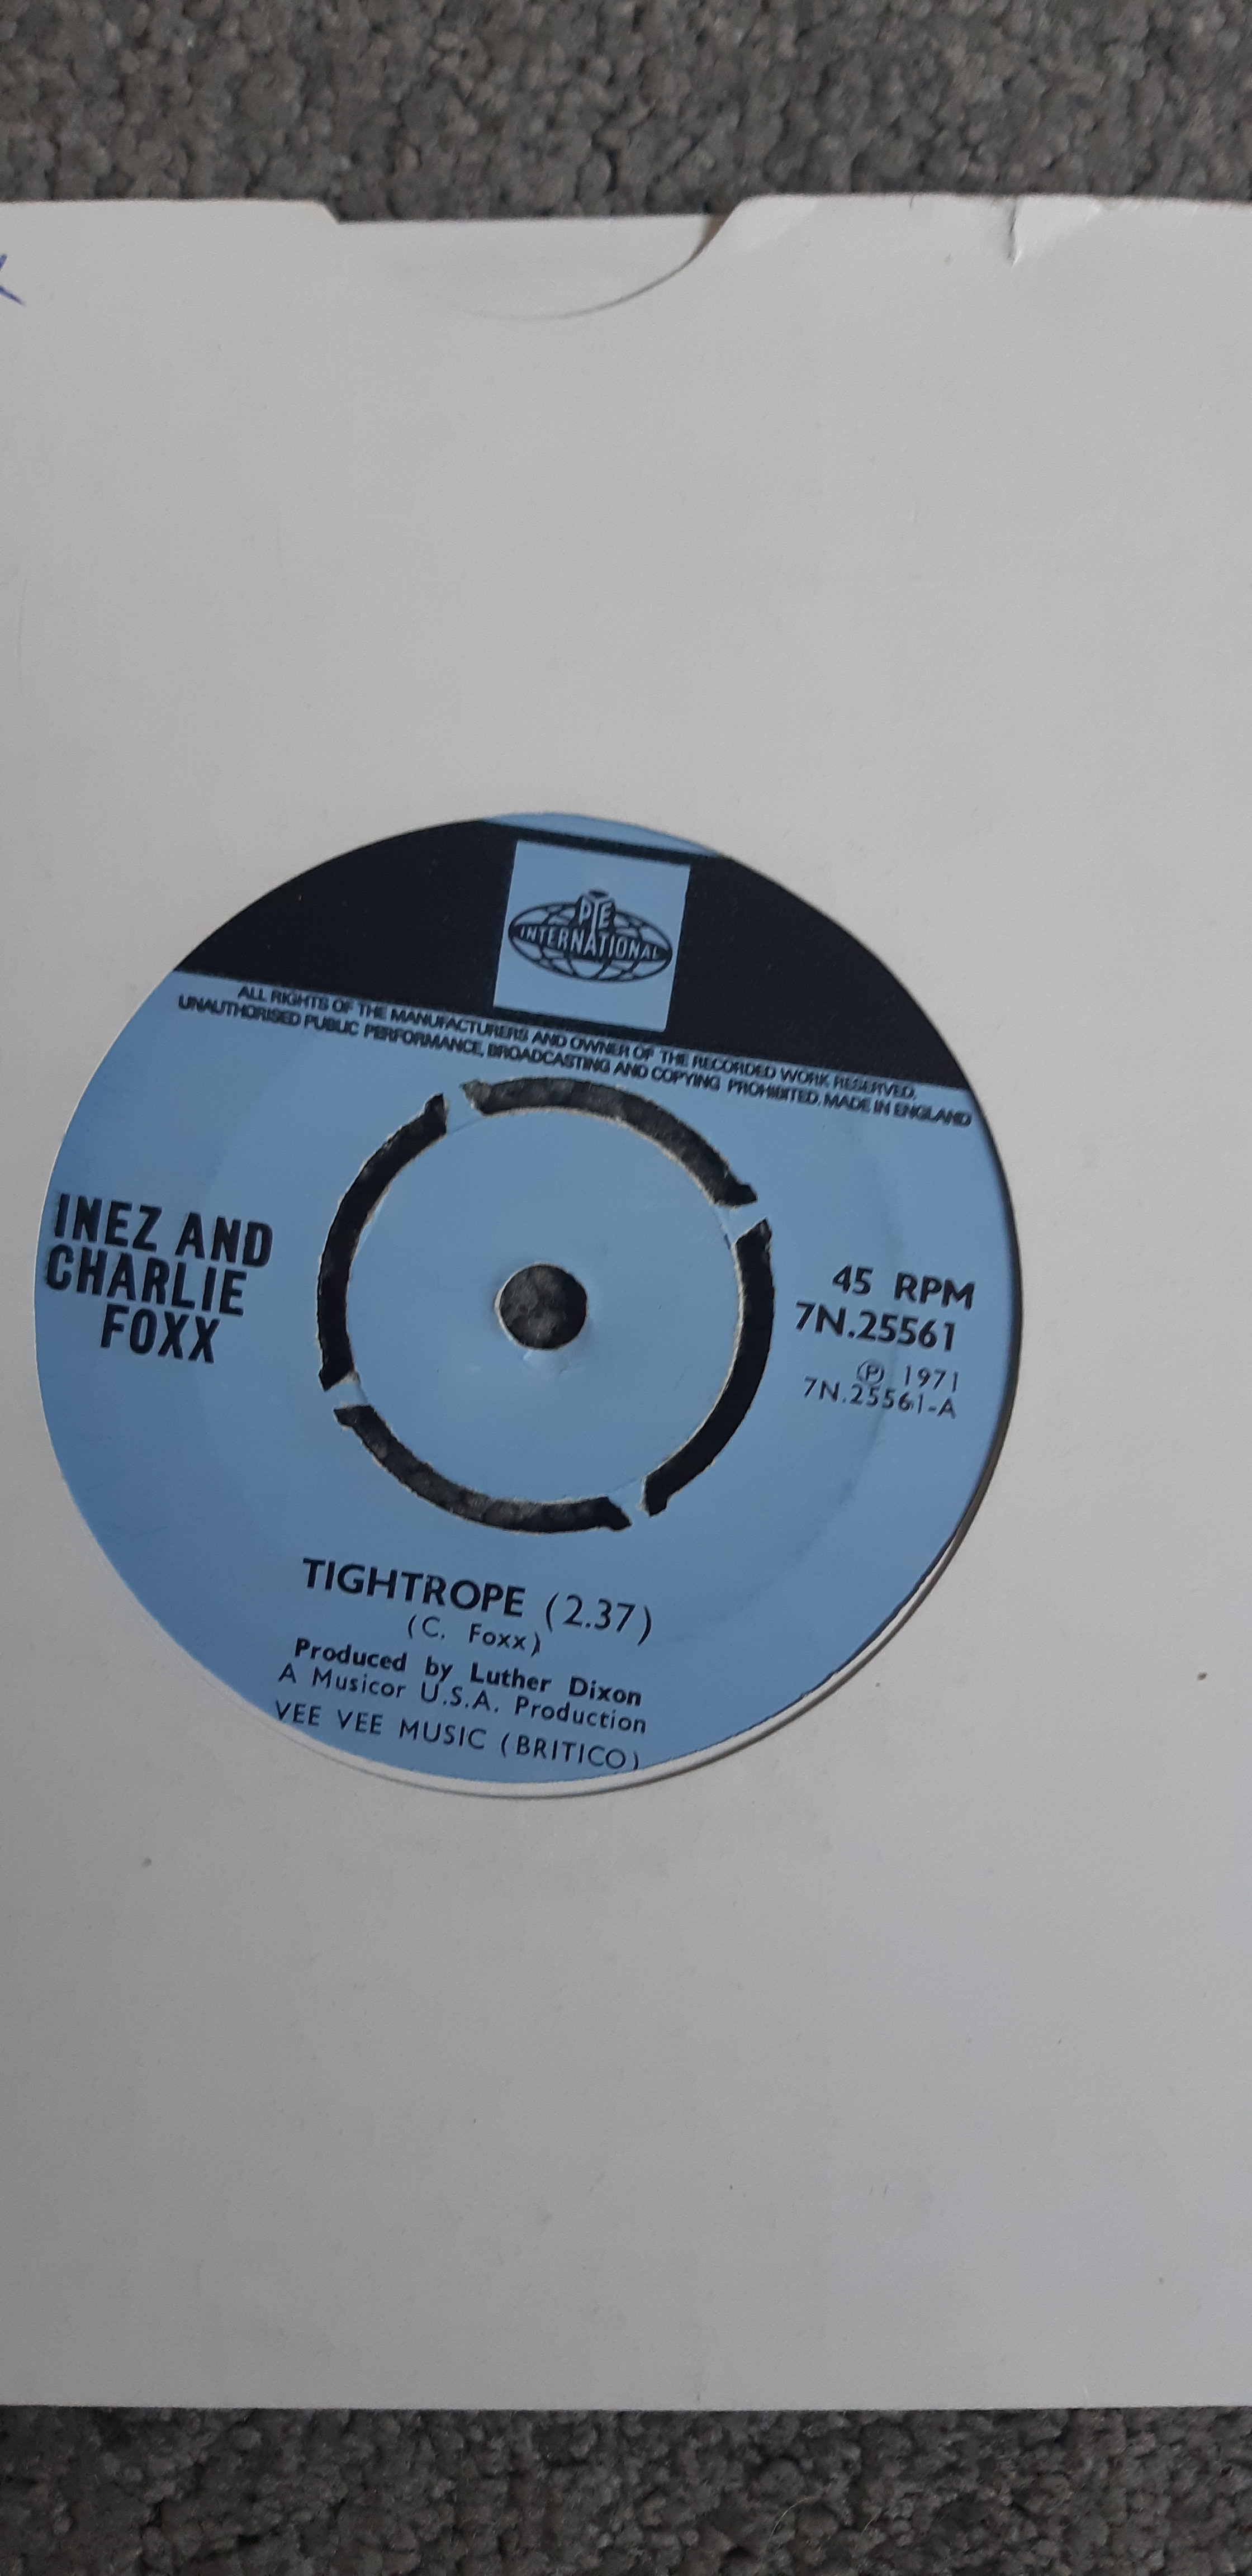 PYE
INTERNATIONAL
ALL RIGHTS OF THE MANUFACTURERS AND OWNER OF THE RECORDED WORK RESERVED.
UNAUTHORISED PUBLIC PERFORMANCE, BROADCASTING AND COPYING PROHIBITED. MADE IN ENGLAND
INEZ AND
CHARLIE
FOXX
45 RPM
7N.25561
Ⓟ 1971
7N.25561-A
TIGHTROPE (2.37)
(C. Foxx)
Produced by Luther Dixon
A Musicor U.S.A. Production
VEE VEE MUSIC (BRITICO)